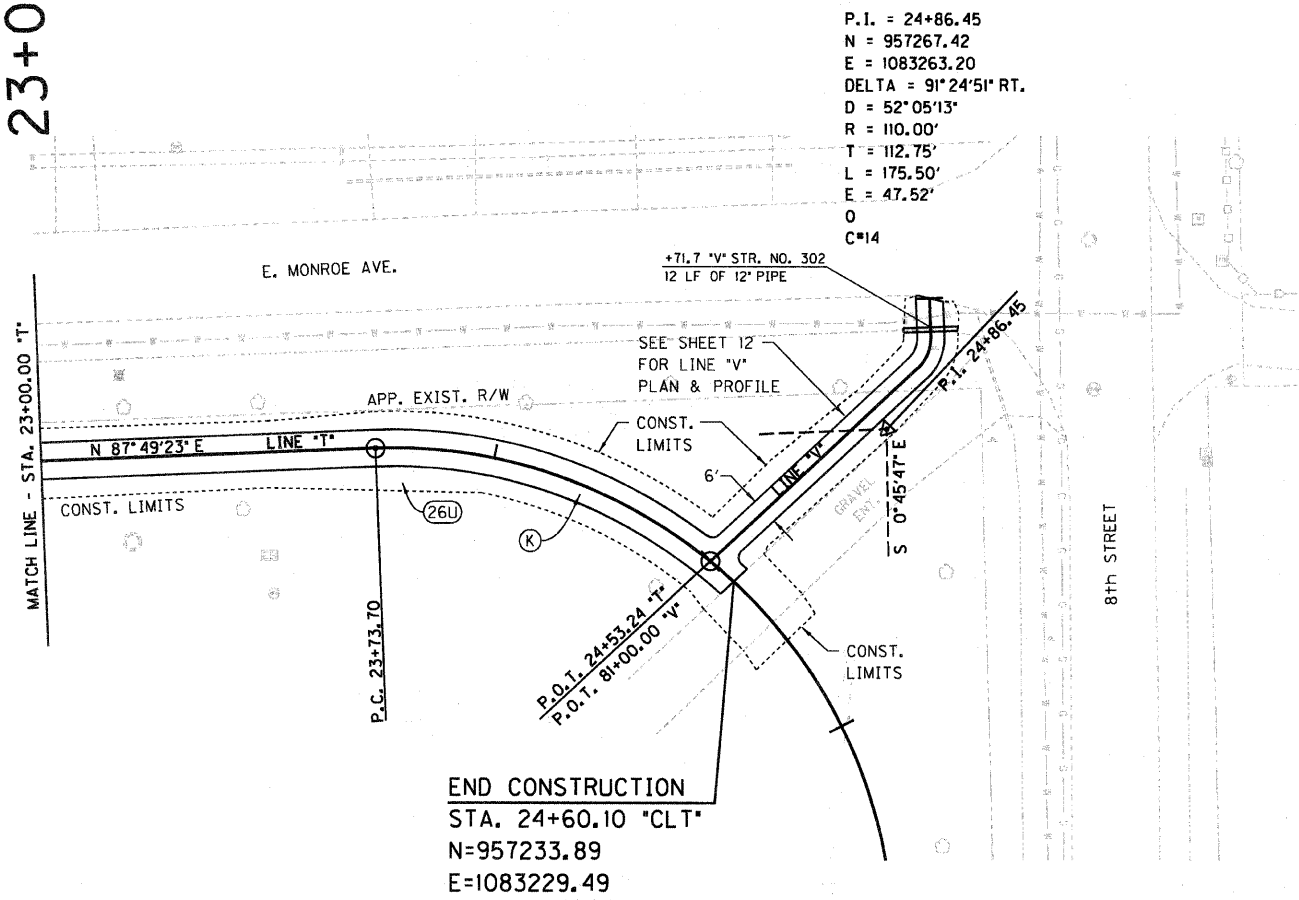 23+0
P.I. = 24+86.45
N = 957267.42
E = 1083263.20
DELTA = 91°24'51" RT.
D = 52°05'13"
R = 110.00'
T = 112.75'
L = 175.50'
E = 47.52'
O
C#14
E. MONROE AVE.
+71.7 "V" STR. NO. 302
12 LF OF 12" PIPE
MATCH LINE - STA. 23+00.00 "T"
SEE SHEET 12
FOR LINE "V"
PLAN & PROFILE
P.I. 24+86.45
APP. EXIST. R/W
CONST.
LIMITS
N 87°49'23" E
LINE "T"
LINE "V"
6'
CONST. LIMITS
26U
K
GRAVEL
ENT.
S 0°45'47" E
8th STREET
P.C. 23+73.70
P.O.T. 24+53.24 "T"
P.O.T. 81+00.00 "V"
CONST.
LIMITS
END CONSTRUCTION
STA. 24+60.10 "CLT"
N=957233.89
E=1083229.49